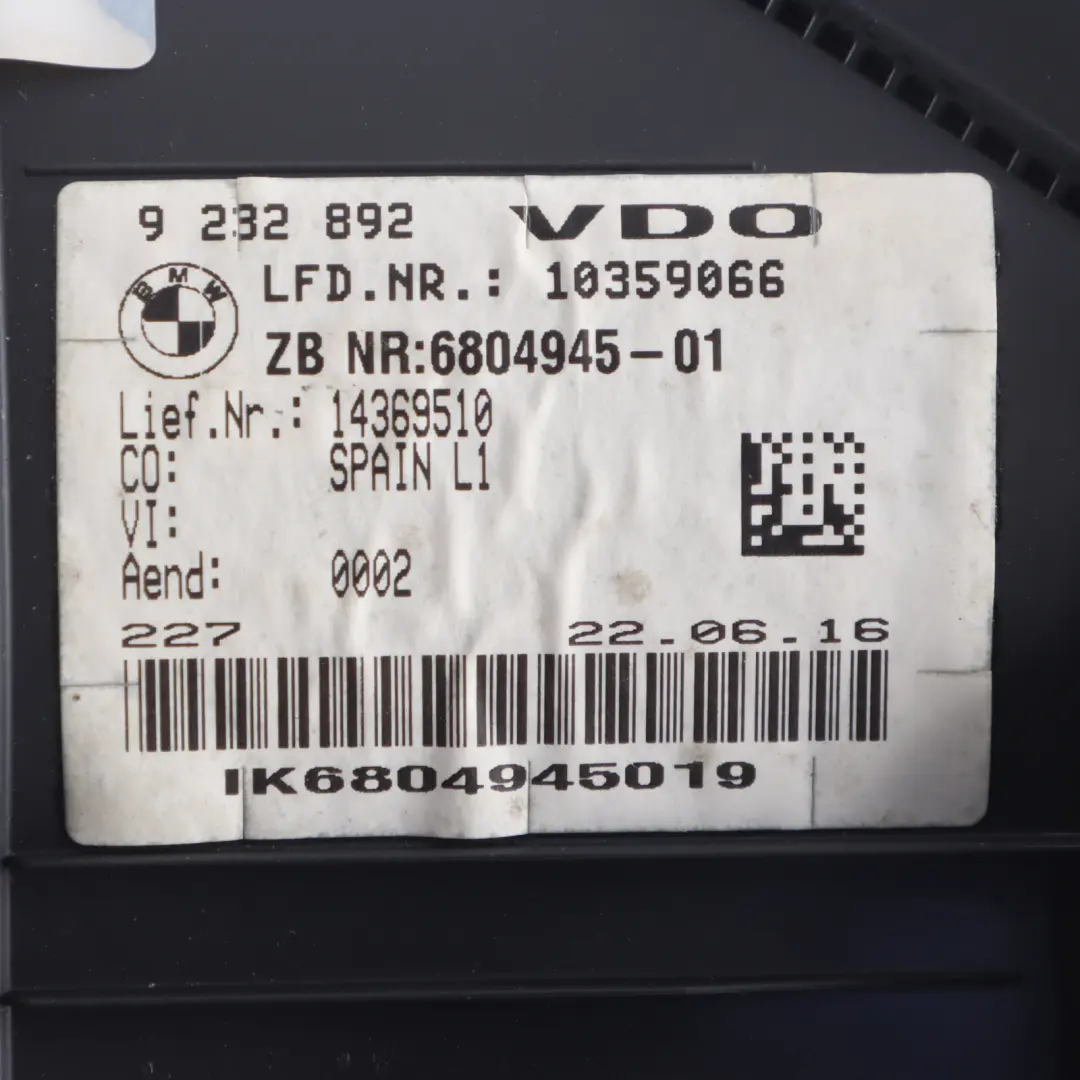 9 232 892 VDO
BMW
LFD.NR.: 10359066
ZB NR:6804945-01
Lief.Nr.: 14369510
CO: SPAIN L1
VI:
Aend: 0002
227 22.06.16
IK6804945019